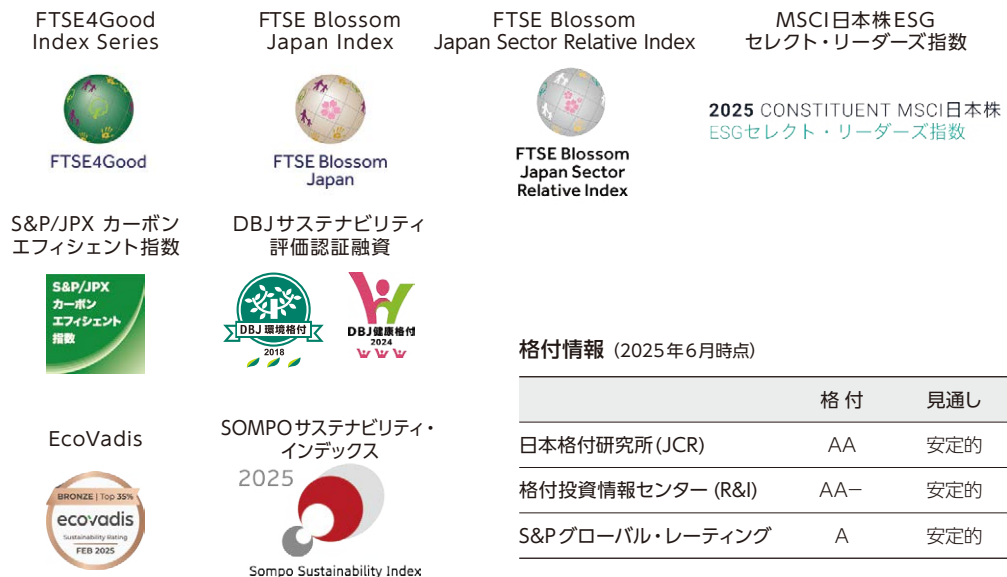 FTSE4Good
Index Series
FTSE4Good
FTSE Blossom
Japan Index
FTSE Blossom
Japan
FTSE Blossom
Japan Sector Relative Index
FTSE Blossom
Japan Sector
Relative Index
MSCI日本株ESG
セレクト・リーダーズ指数
2025 CONSTITUENT MSCI日本株
ESGセレクト・リーダーズ指数
S&P/JPX カーボン
エフィシェント指数
S&P/JPX
カーボン
エフィシェント
指数
DBJサステナビリティ
評価認証融資
DBJ 環境格付
2018
DBJ健康格付
2024
EcoVadis
BRONZE | Top 35%
ecovadis
Sustainability Rating
FEB 2025
SOMPOサステナビリティ・
インデックス
2025
Sompo Sustainability Index
格付情報 (2025年6月時点)
格 付 見通し
日本格付研究所(JCR) AA 安定的
格付投資情報センター (R&I) AA− 安定的
S&Pグローバル・レーティング A 安定的